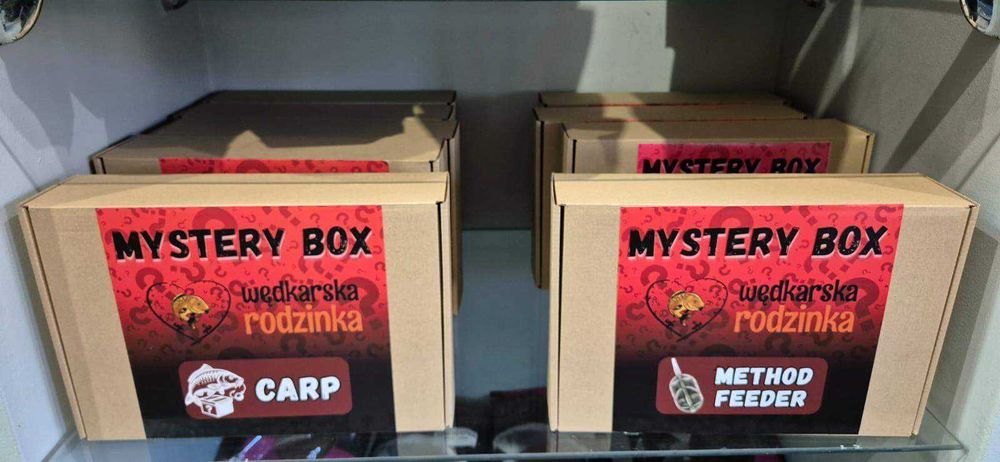 MYSTERY BOX
MYSTERY BOX
wędkarska
rodzinka
CARP
MYSTERY BOX
wędkarska
rodzinka
METHOD
FEEDER